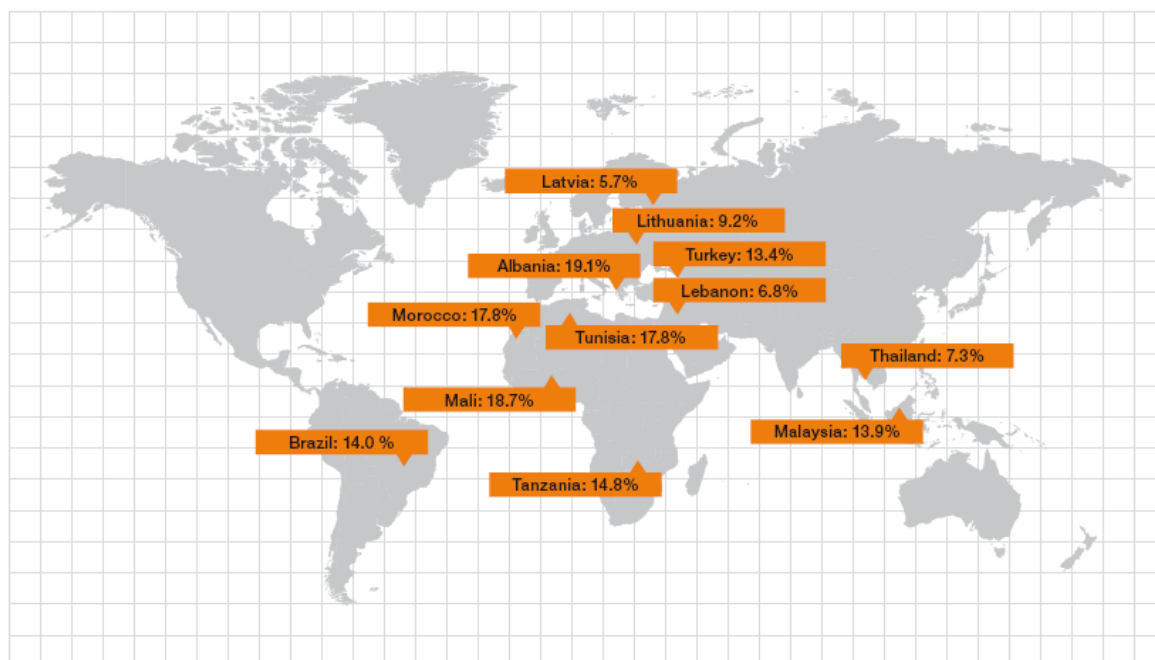 Latvia: 5.7%
Lithuania: 9.2%
Turkey: 13.4%
Albania: 19.1%
Lebanon: 6.8%
Morocco: 17.8%
Tunisia: 17.8%
Thailand: 7.3%
Mali: 18.7%
Malaysia: 13.9%
Brazil: 14.0 %
Tanzania: 14.8%